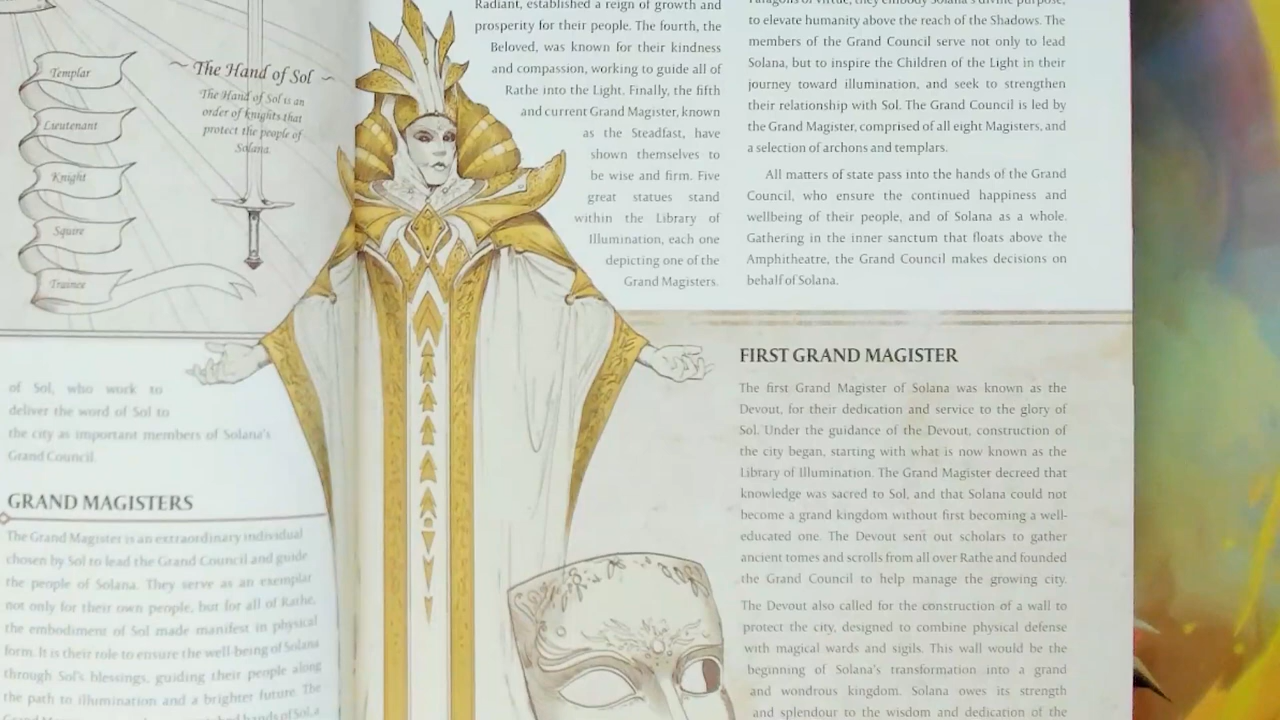 Templar
Lieutenant
Knight
Squire
Trainee
~ The Hand of Sol ~
The Hand of Sol is an
order of knights that
protect the people of
Solana.
of Sol, who work to
deliver the word of Sol to
the city as important members of Solana's
Grand Council.
GRAND MAGISTERS
The Grand Magister is an extraordinary individual
chosen by Sol to lead the Grand Council and guide
the people of Solana. They serve as an exemplar
not only for their own people, but for all of Rathe,
the embodiment of Sol made manifest in physical
form. It is their role to ensure the well-being of Solana
through Sol's blessings, guiding their people along
the path to illumination and a brighter future. The
hands of Sol, a
Radiant, established a reign of growth and
prosperity for their people. The fourth, the
Beloved, was known for their kindness
and compassion, working to guide all of
Rathe into the Light. Finally, the fifth
and current Grand Magister, known
as the Steadfast, have
shown themselves to
be wise and firm. Five
great statues stand
within the Library of
Illumination, each one
depicting one of the
Grand Magisters.
Paragons of virtue, they embody Solana's divine purpose,
to elevate humanity above the reach of the Shadows. The
members of the Grand Council serve not only to lead
Solana, but to inspire the Children of the Light in their
journey toward illumination, and seek to strengthen
their relationship with Sol. The Grand Council is led by
the Grand Magister, comprised of all eight Magisters, and
a selection of archons and templars.
All matters of state pass into the hands of the Grand
Council, who ensure the continued happiness and
wellbeing of their people, and of Solana as a whole.
Gathering in the inner sanctum that floats above the
Amphitheatre, the Grand Council makes decisions on
behalf of Solana.
FIRST GRAND MAGISTER
The first Grand Magister of Solana was known as the
Devout, for their dedication and service to the glory of
Sol. Under the guidance of the Devout, construction of
the city began, starting with what is now known as the
Library of Illumination. The Grand Magister decreed that
knowledge was sacred to Sol, and that Solana could not
become a grand kingdom without first becoming a well-
educated one. The Devout sent out scholars to gather
ancient tomes and scrolls from all over Rathe and founded
the Grand Council to help manage the growing city.
The Devout also called for the construction of a wall to
protect the city, designed to combine physical defense
with magical wards and sigils. This wall would be the
beginning of Solana's transformation into a grand
and wondrous kingdom. Solana owes its strength
and splendour to the wisdom and dedication of the